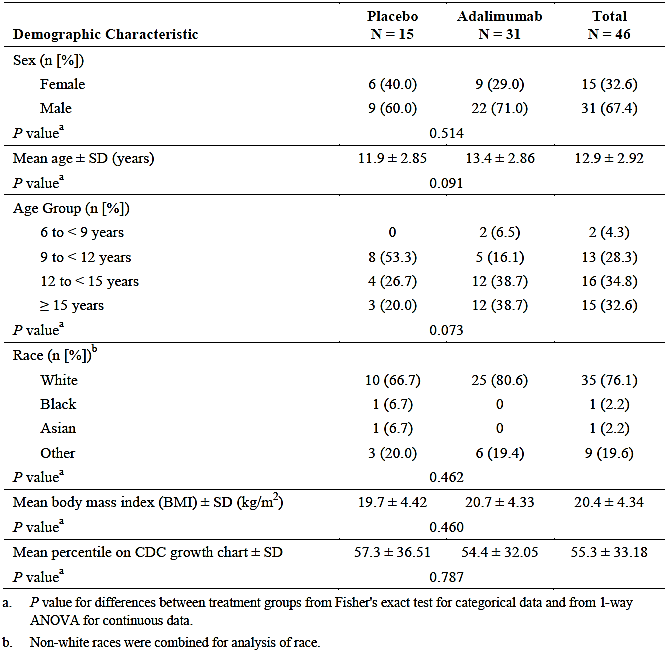 Demographic Characteristic Placebo N = 15 Adalimumab N = 31 Total N = 46
Sex (n [%])
Female 6 (40.0) 9 (29.0) 15 (32.6)
Male 9 (60.0) 22 (71.0) 31 (67.4)
P value^a 0.514
Mean age ± SD (years) 11.9 ± 2.85 13.4 ± 2.86 12.9 ± 2.92
P value^a 0.091
Age Group (n [%])
6 to < 9 years 0 2 (6.5) 2 (4.3)
9 to < 12 years 8 (53.3) 5 (16.1) 13 (28.3)
12 to < 15 years 4 (26.7) 12 (38.7) 16 (34.8)
≥ 15 years 3 (20.0) 12 (38.7) 15 (32.6)
P value^a 0.073
Race (n [%])^b
White 10 (66.7) 25 (80.6) 35 (76.1)
Black 1 (6.7) 0 1 (2.2)
Asian 1 (6.7) 0 1 (2.2)
Other 3 (20.0) 6 (19.4) 9 (19.6)
P value^a 0.462
Mean body mass index (BMI) ± SD (kg/m²) 19.7 ± 4.42 20.7 ± 4.33 20.4 ± 4.34
P value^a 0.460
Mean percentile on CDC growth chart ± SD 57.3 ± 36.51 54.4 ± 32.05 55.3 ± 33.18
P value^a 0.787
a. P value for differences between treatment groups from Fisher's exact test for categorical data and from 1-way
ANOVA for continuous data.
b. Non-white races were combined for analysis of race.